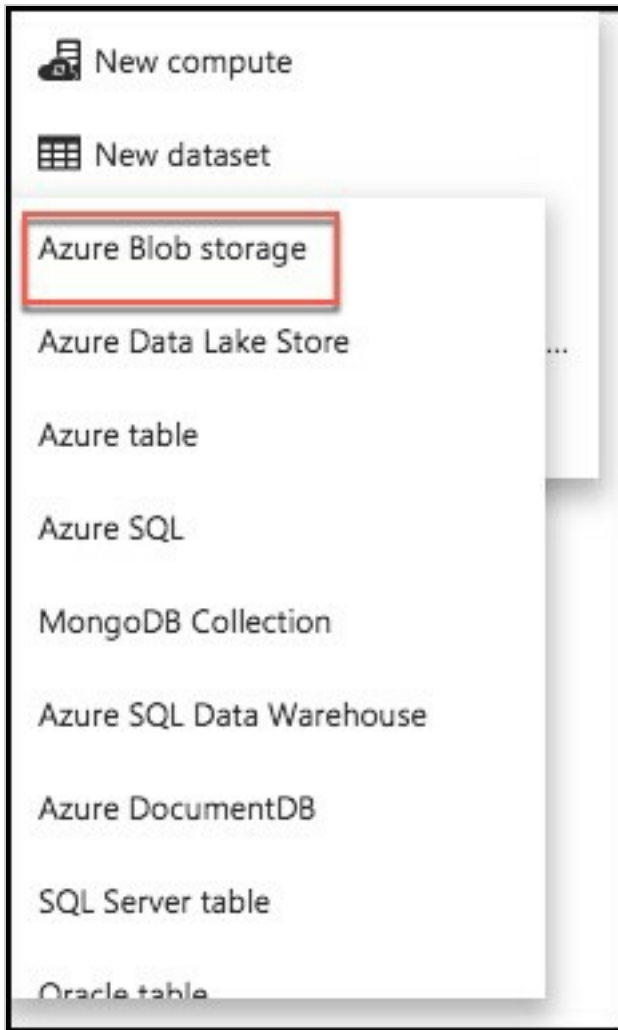 New compute
New dataset
Azure Blob storage
Azure Data Lake Store
...
Azure table
Azure SQL
MongoDB Collection
Azure SQL Data Warehouse
Azure DocumentDB
SQL Server table
Oracle table